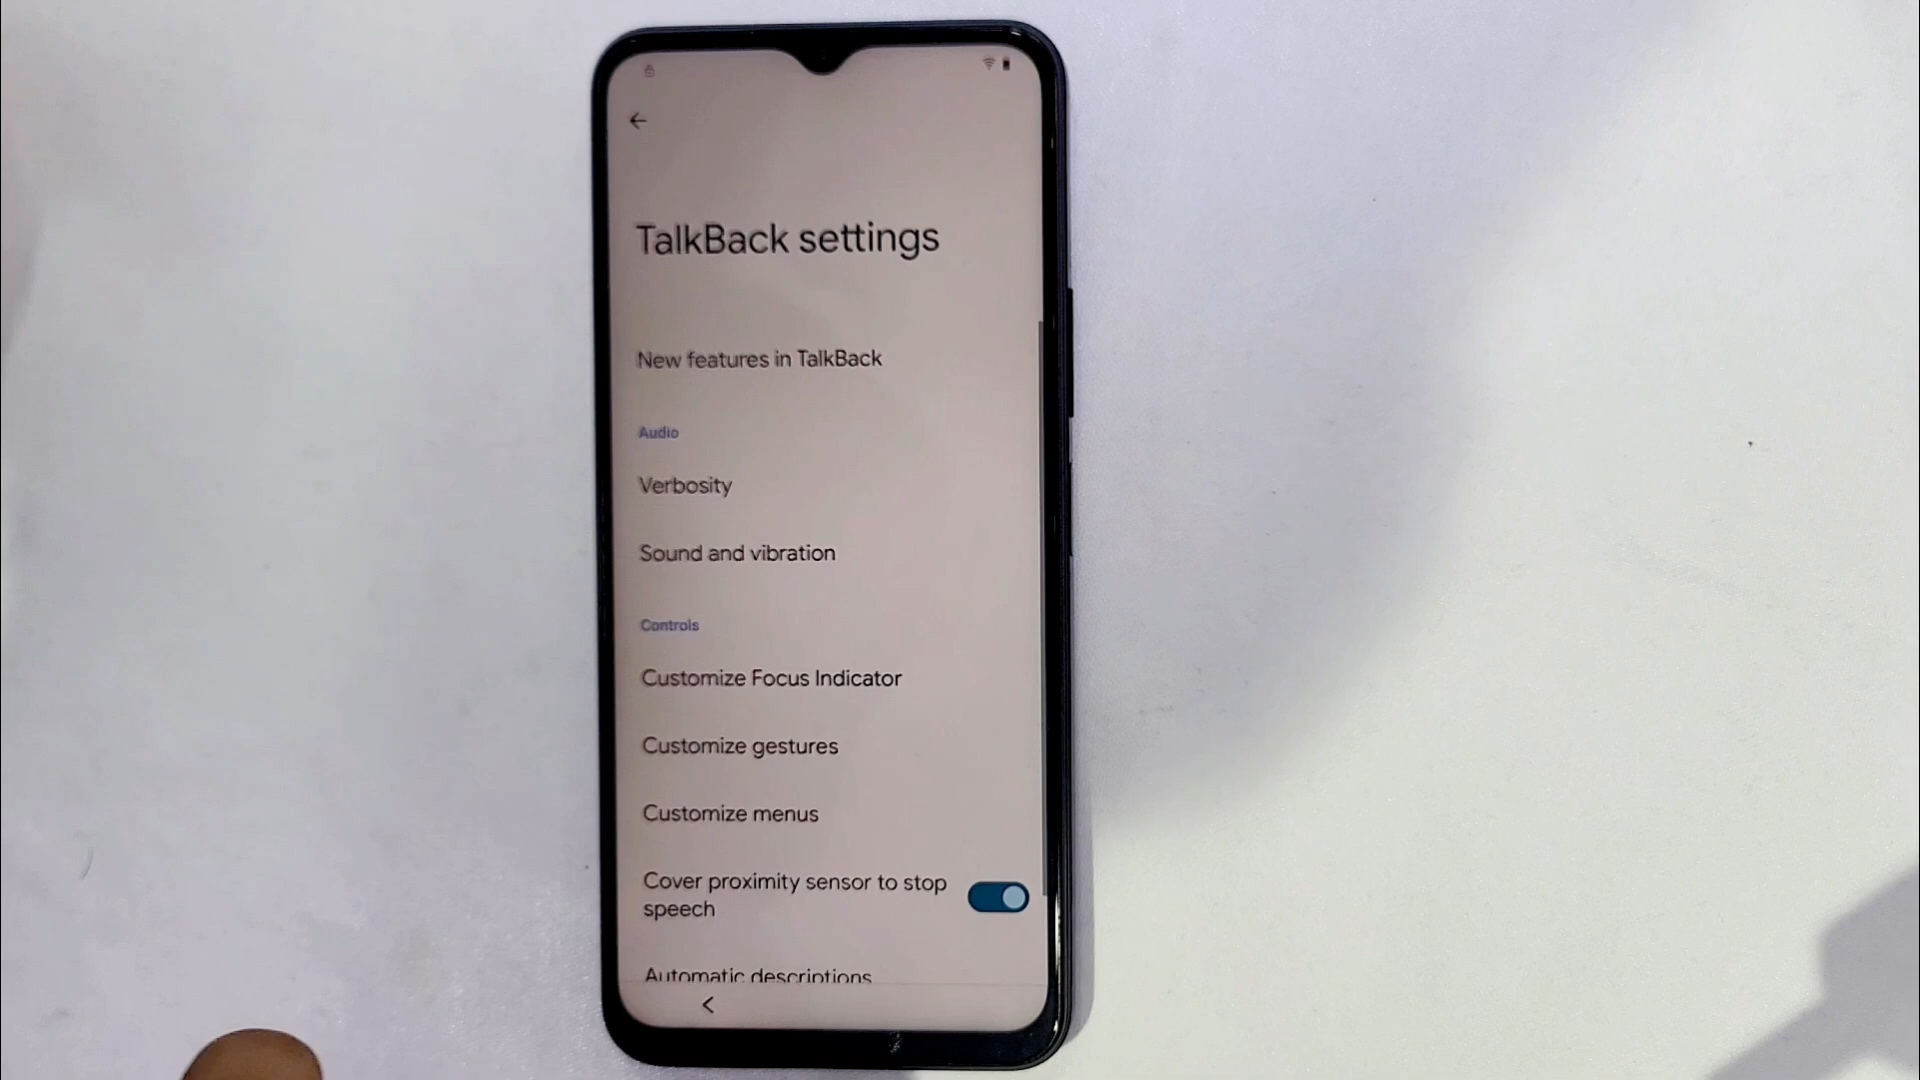 TalkBack settings
New features in TalkBack
Audio
Verbosity
Sound and vibration
Controls
Customize Focus Indicator
Customize gestures
Customize menus
Cover proximity sensor to stop
speech
Automatic descriptions